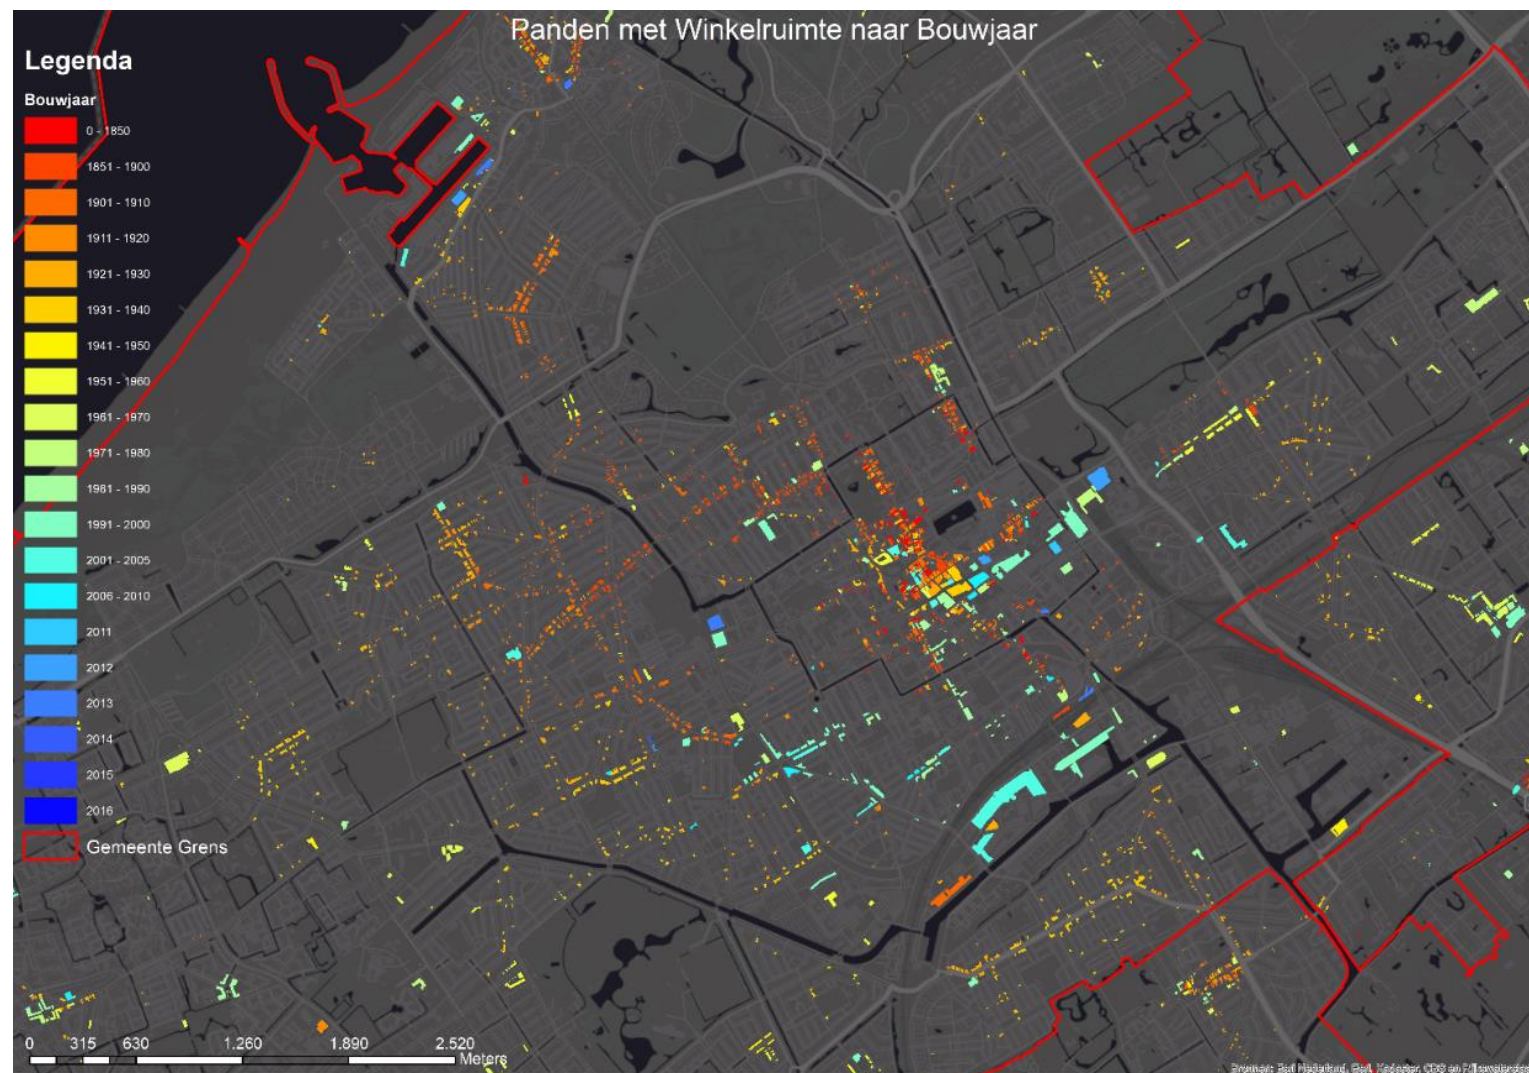 Panden met Winkelruimte naar Bouwjaar
Legenda
Bouwjaar
0 - 1850
1851 - 1900
1901 - 1910
1911 - 1920
1921 - 1930
1931 - 1940
1941 - 1950
1951 - 1960
1961 - 1970
1971 - 1980
1981 - 1990
1991 - 2000
2001 - 2005
2006 - 2010
2011
2012
2013
2014
2015
2016
Gemeente Grens
0 315 630 1.260 1.890 2.520
Meters